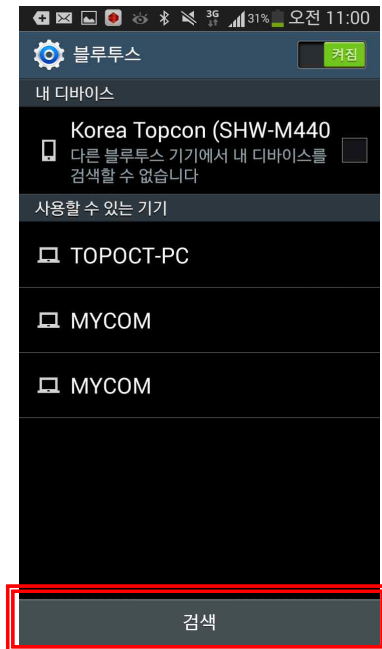 3G 31% 오전 11:00
블루투스 켜짐
내 디바이스
Korea Topcon (SHW-M440
다른 블루투스 기기에서 내 디바이스를
검색할 수 없습니다
사용할 수 있는 기기
TOPOCT-PC
MYCOM
MYCOM
검색